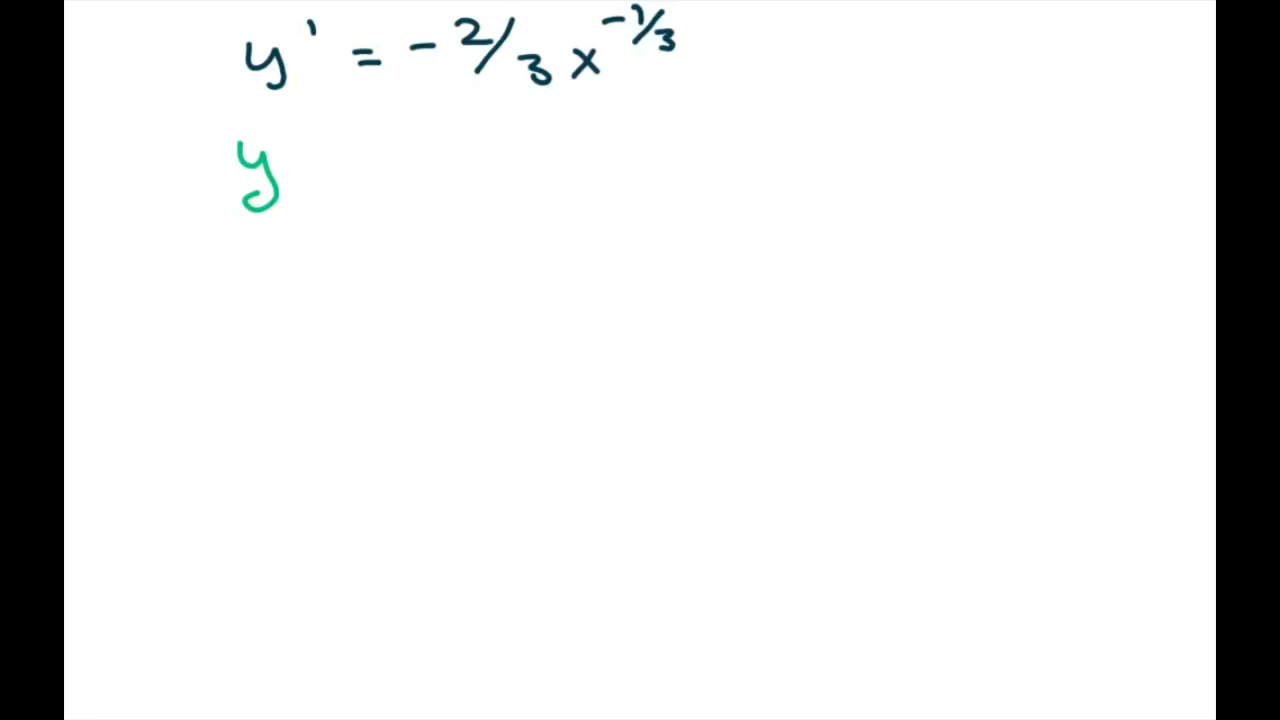 y' = - 2/3 x^{-1/3}
y